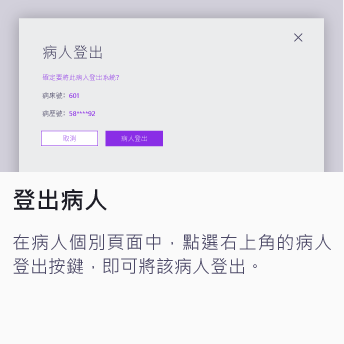 病人登出
確定要將此病人登出系統?
病床號: 601
病歷號: 58****92
取消
病人登出
登出病人
在病人個別頁面中，點選右上角的病人
登出按鍵，即可將該病人登出。